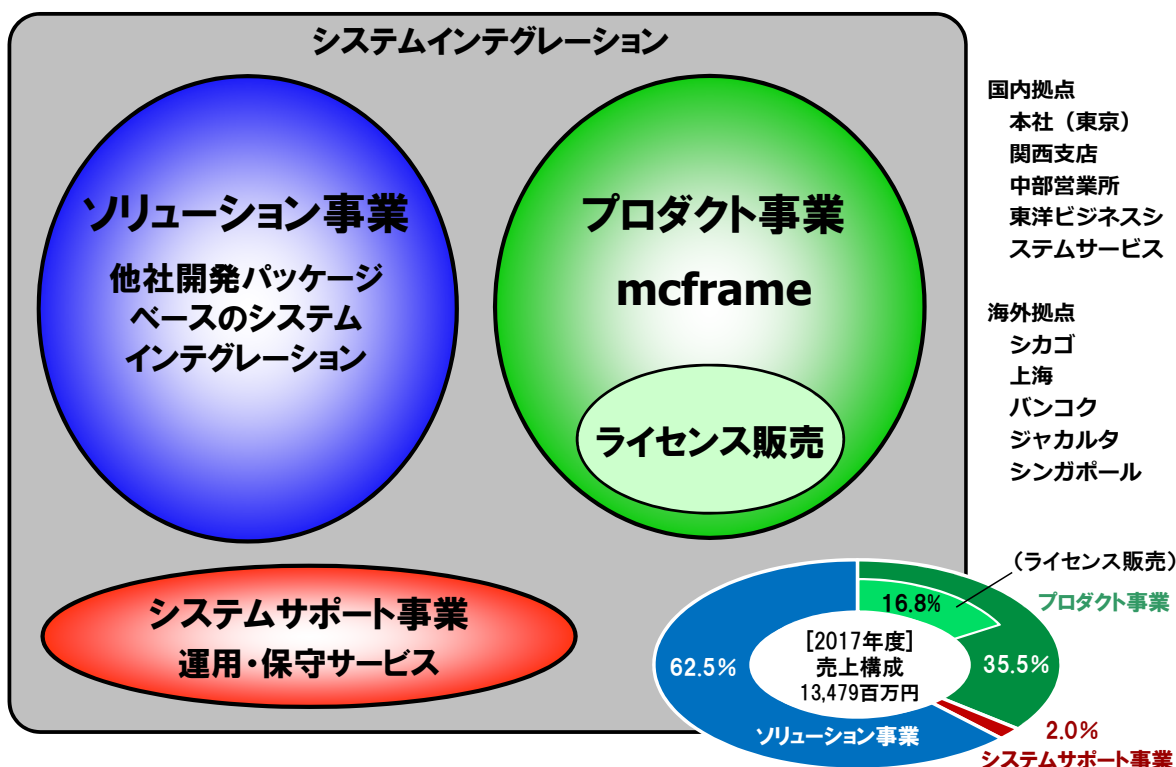 システムインテグレーション
ソリューション事業
他社開発パッケージ
ベースのシステム
インテグレーション
プロダクト事業
mcframe
ライセンス販売
システムサポート事業
運用・保守サービス
国内拠点
本社（東京）
関西支店
中部営業所
東洋ビジネスシ
ステムサービス
海外拠点
シカゴ
上海
バンコク
ジャカルタ
シンガポール
（ライセンス販売）
プロダクト事業
16.8%
35.5%
62.5%
[2017年度]
売上構成
13,479百万円
ソリューション事業
2.0%
システムサポート事業